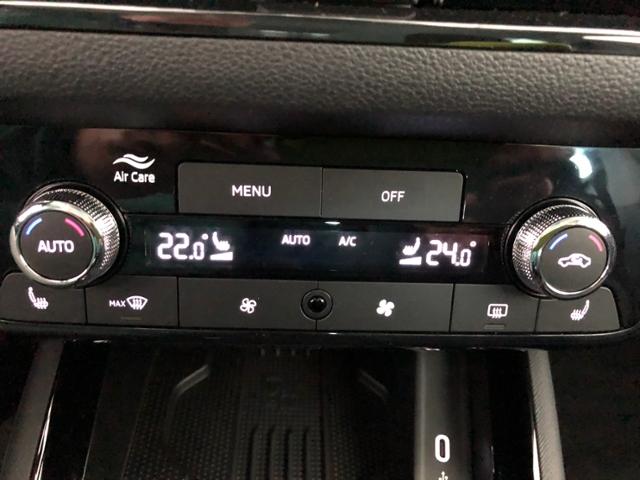 Air Care
MENU
OFF
AUTO
22.0°
AUTO
A/C
24.0°
MAX
0